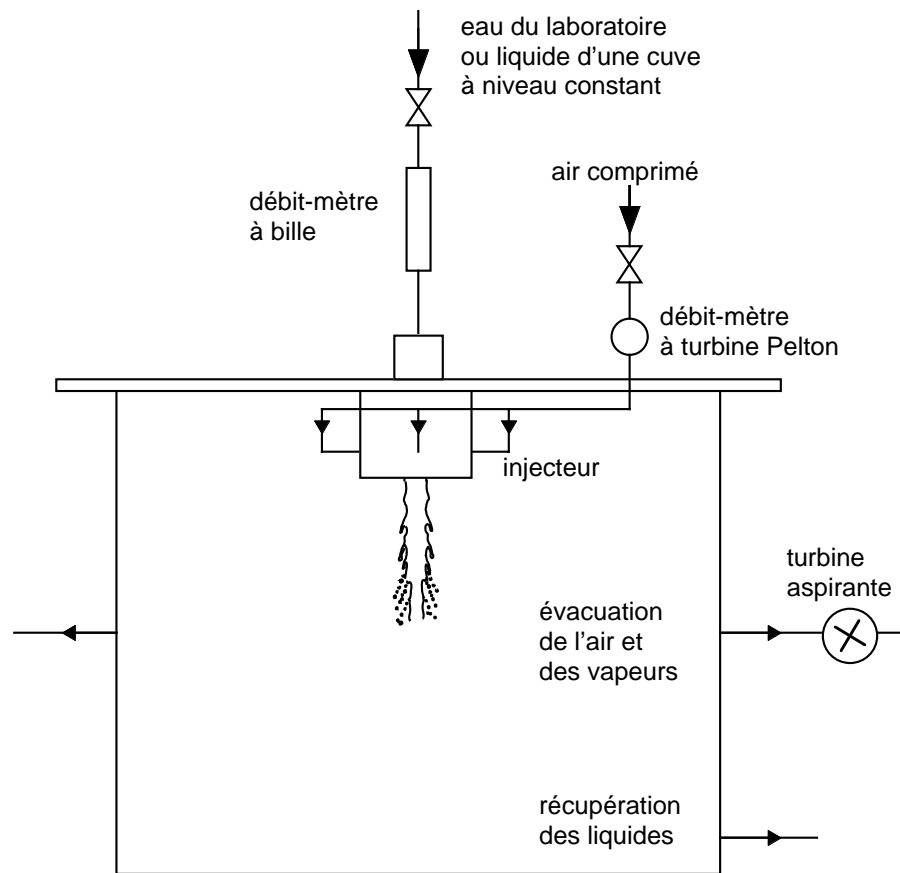 eau du laboratoire
ou liquide d'une cuve
à niveau constant
air comprimé
débit-mètre
à bille
débit-mètre
à turbine Pelton
injecteur
turbine
aspirante
évacuation
de l'air et
des vapeurs
récupération
des liquides